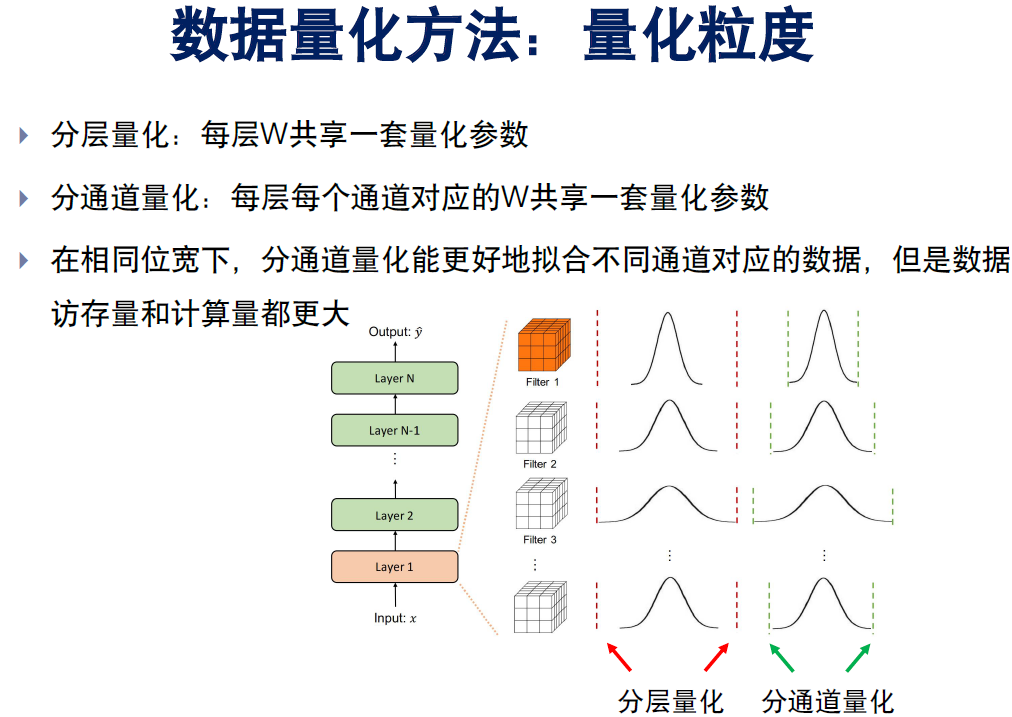 数据量化方法：量化粒度
分层量化：每层W共享一套量化参数
分通道量化：每层每个通道对应的W共享一套量化参数
在相同位宽下，分通道量化能更好地拟合不同通道对应的数据，但是数据
访存量和计算量都更大
Output: ŷ
Layer N
Layer N-1
⋮
Layer 2
Layer 1
Input: x
Filter 1
Filter 2
Filter 3
⋮
⋮
⋮
分层量化
分通道量化